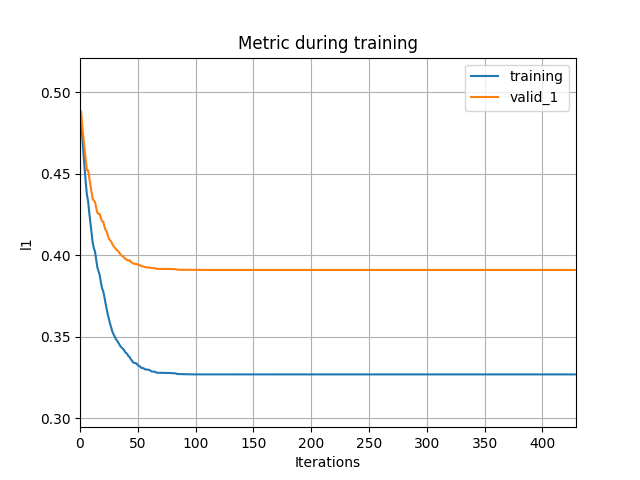 Metric during training
training
valid_1
0.50
0.45
0.40
0.35
0.30
l1
0 50 100 150 200 250 300 350 400
Iterations